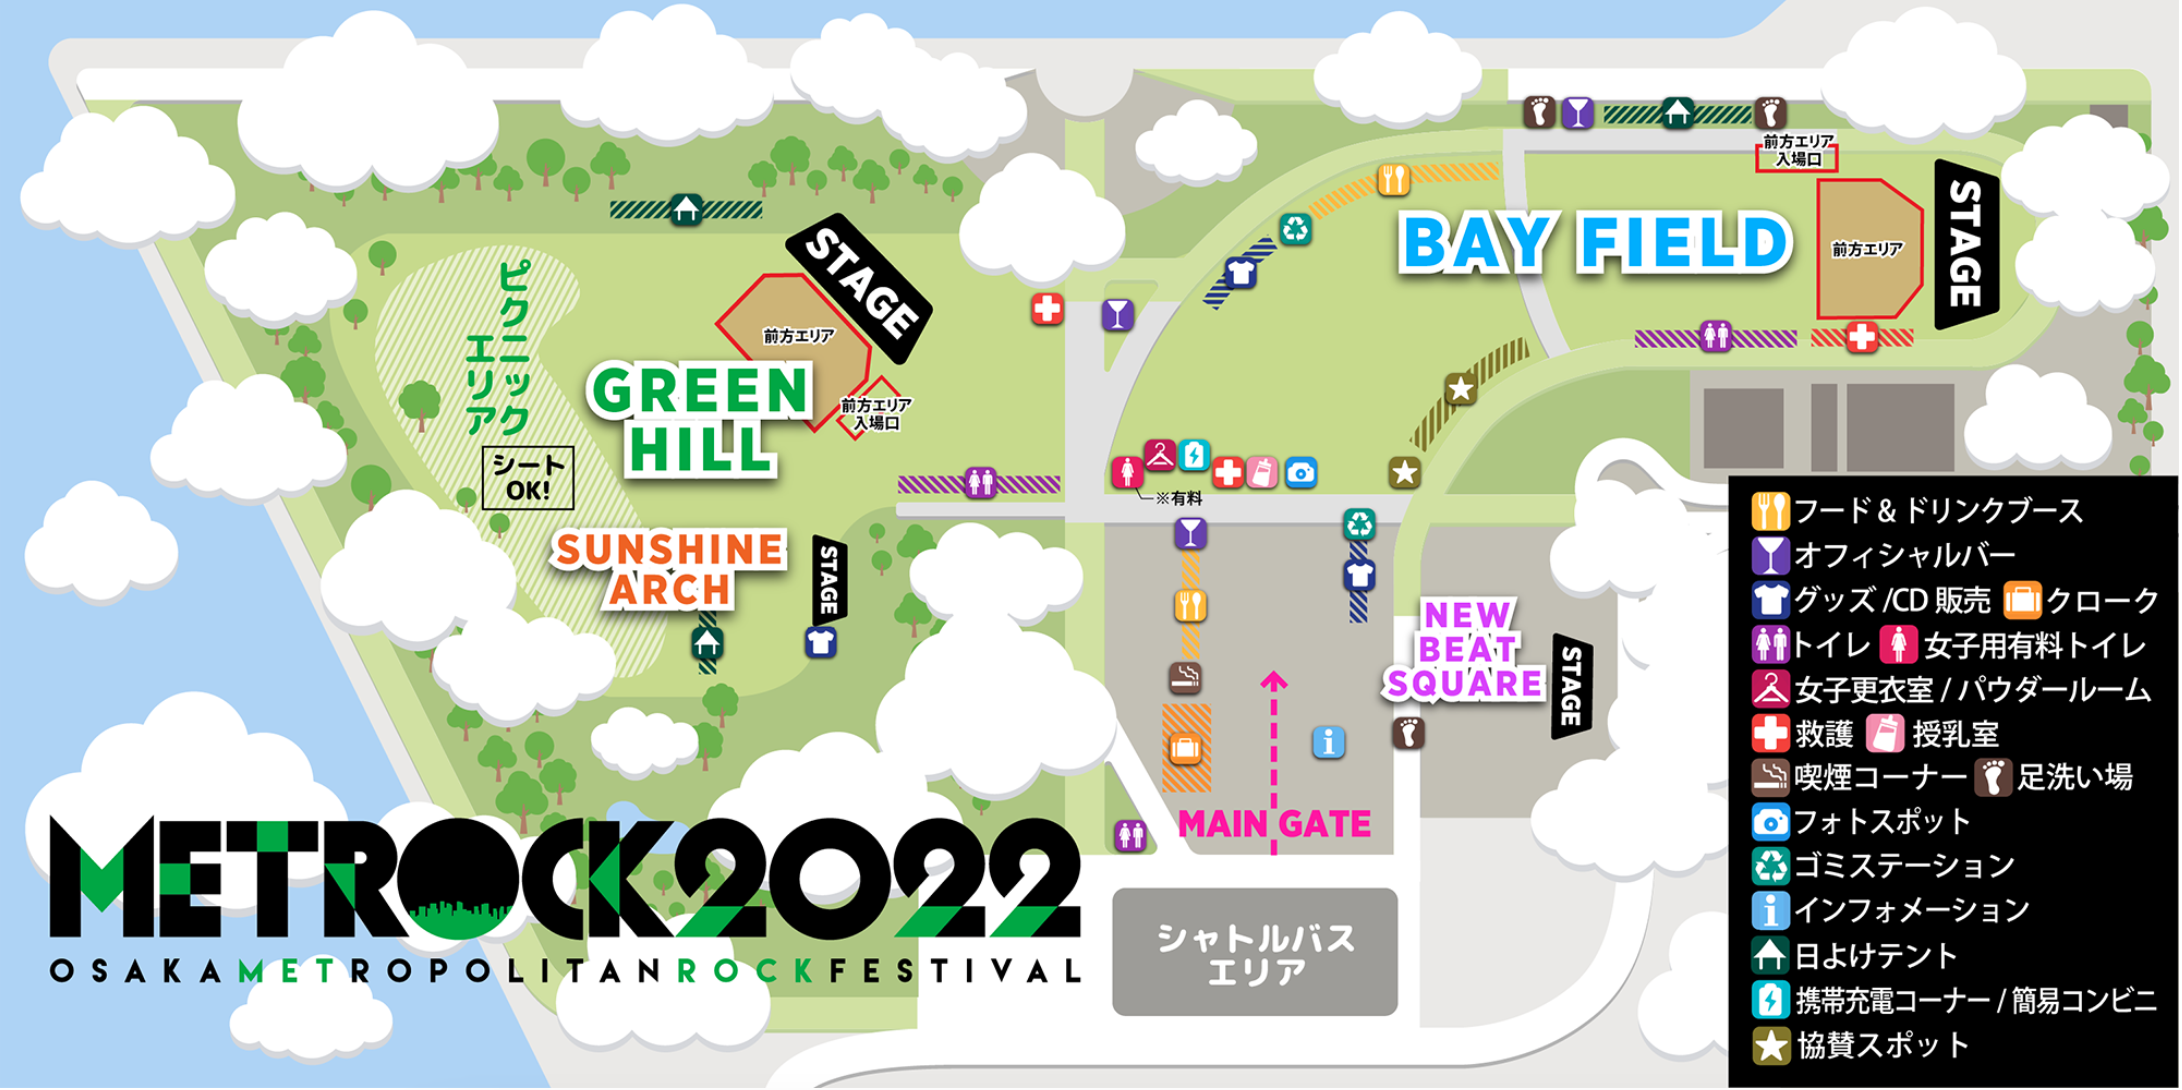 前方エリア
入場口
STAGE
BAY FIELD
前方エリア
STAGE
ピクニック
エリア
前方エリア
GREEN
HILL
前方エリア
入場口
シート
OK!
※有料
SUNSHINE
ARCH
STAGE
NEW
BEAT
SQUARE
STAGE
MAIN GATE
シャトルバス
エリア
METROCK2022
OSAKAMETROPOLITANROCKFESTIVAL
フード & ドリンクブース
オフィシャルバー
グッズ /CD 販売 クローク
トイレ 女子用有料トイレ
女子更衣室 / パウダールーム
救護 授乳室
喫煙コーナー 足洗い場
フォトスポット
ゴミステーション
インフォメーション
日よけテント
携帯充電コーナー / 簡易コンビニ
協賛スポット